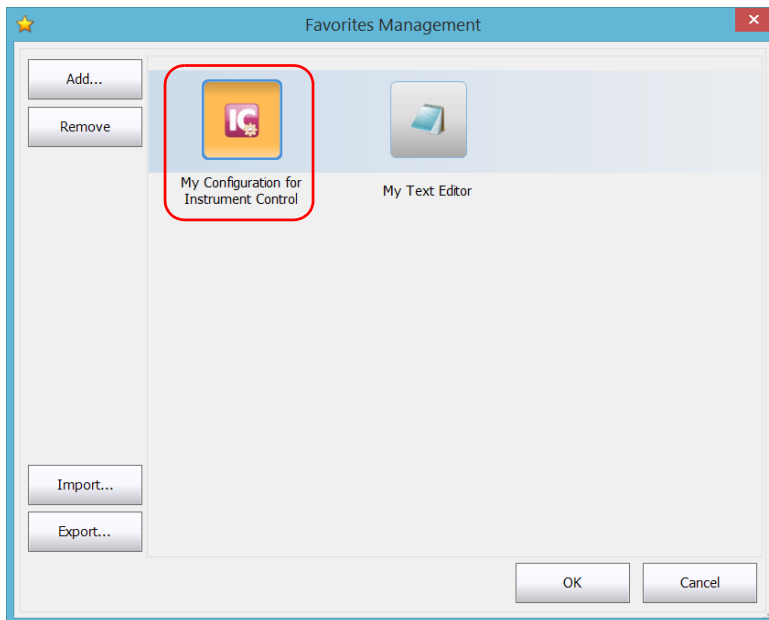 Favorites Management
Add...
Remove
IC
My Configuration for
Instrument Control
My Text Editor
Import...
Export...
OK
Cancel